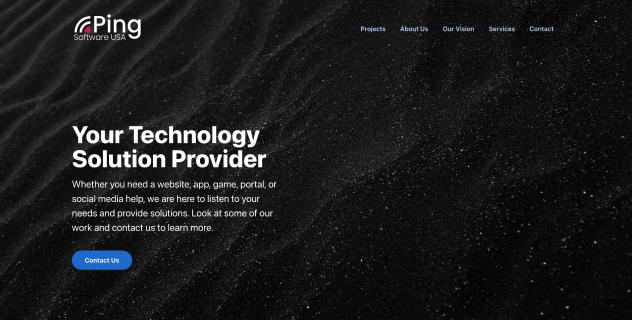 Ping
Software USA
Projects About Us Our Vision Services Contact
Your Technology
Solution Provider
Whether you need a website, app, game, portal, or
social media help, we are here to listen to your
needs and provide solutions. Look at some of our
work and contact us to learn more.
Contact Us